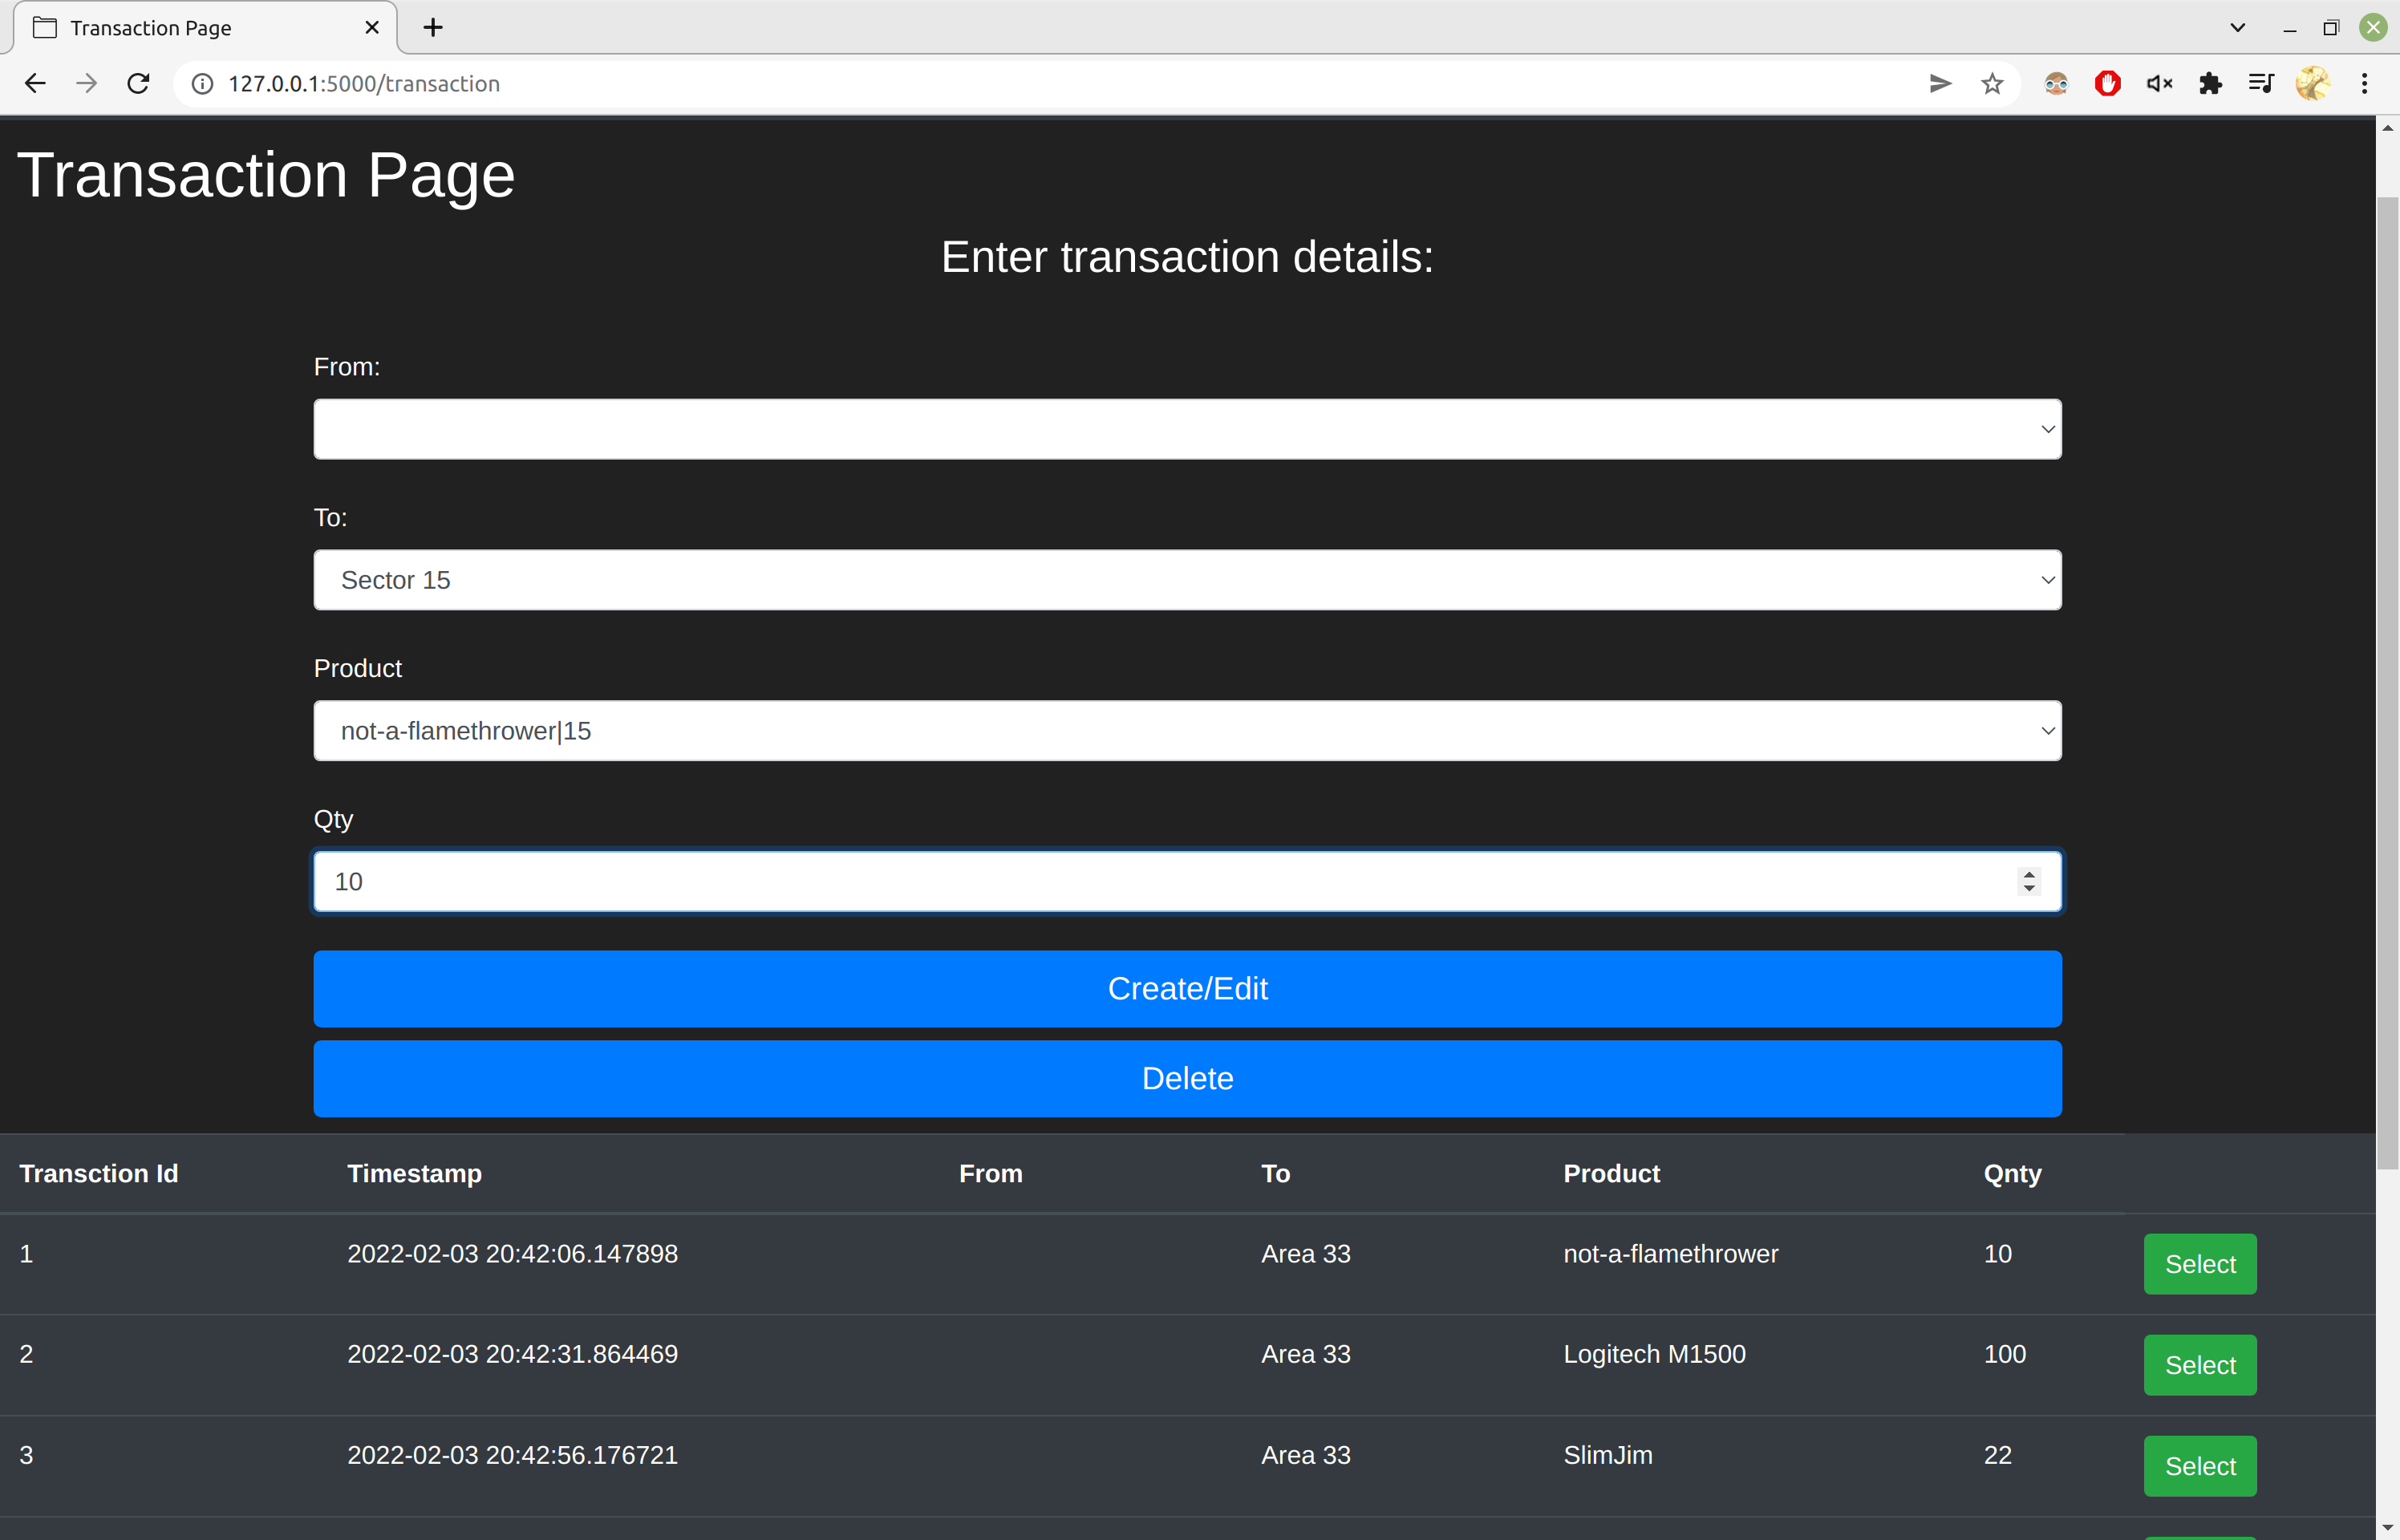 Transaction Page
127.0.0.1:5000/transaction
Transaction Page
Enter transaction details:
From:
To:
Sector 15
Product
not-a-flamethrower|15
Qty
10
Create/Edit
Delete
Transction Id Timestamp From To Product Qnty
1 2022-02-03 20:42:06.147898 Area 33 not-a-flamethrower 10 Select
2 2022-02-03 20:42:31.864469 Area 33 Logitech M1500 100 Select
3 2022-02-03 20:42:56.176721 Area 33 SlimJim 22 Select